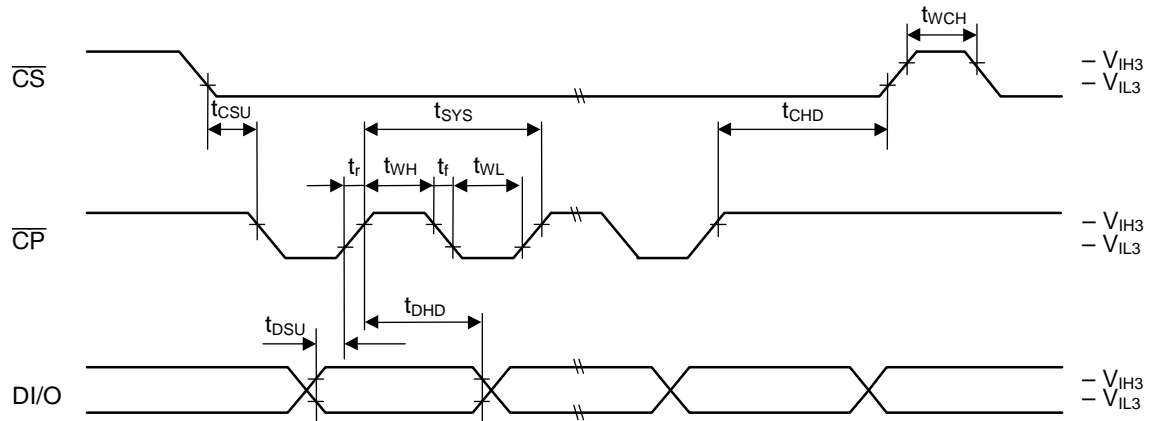 tWCH
CS
– VIH3
– VIL3
tCSU
tSYS
tCHD
tr
tWH
tf
tWL
CP
– VIH3
– VIL3
tDHD
tDSU
DI/O
– VIH3
– VIL3